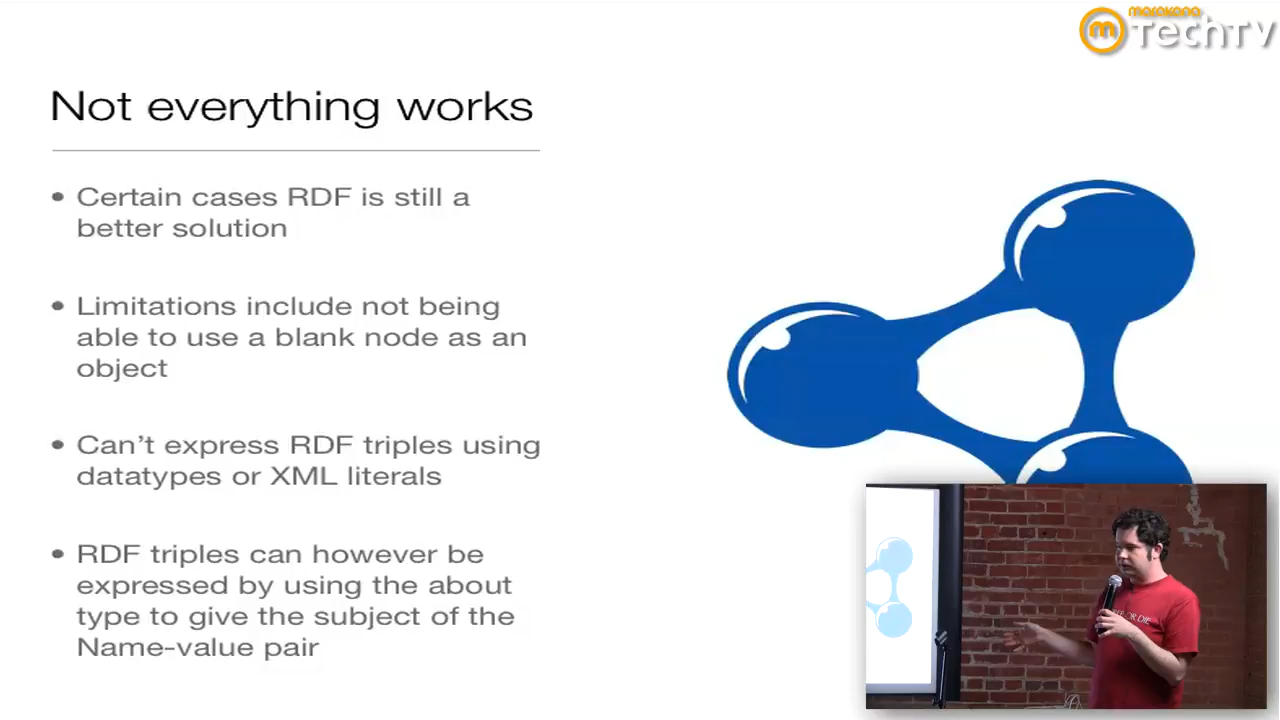 marakana
m TechTV
Not everything works
• Certain cases RDF is still a
better solution
• Limitations include not being
able to use a blank node as an
object
• Can't express RDF triples using
datatypes or XML literals
• RDF triples can however be
expressed by using the about
type to give the subject of the
Name-value pair
OR DIE